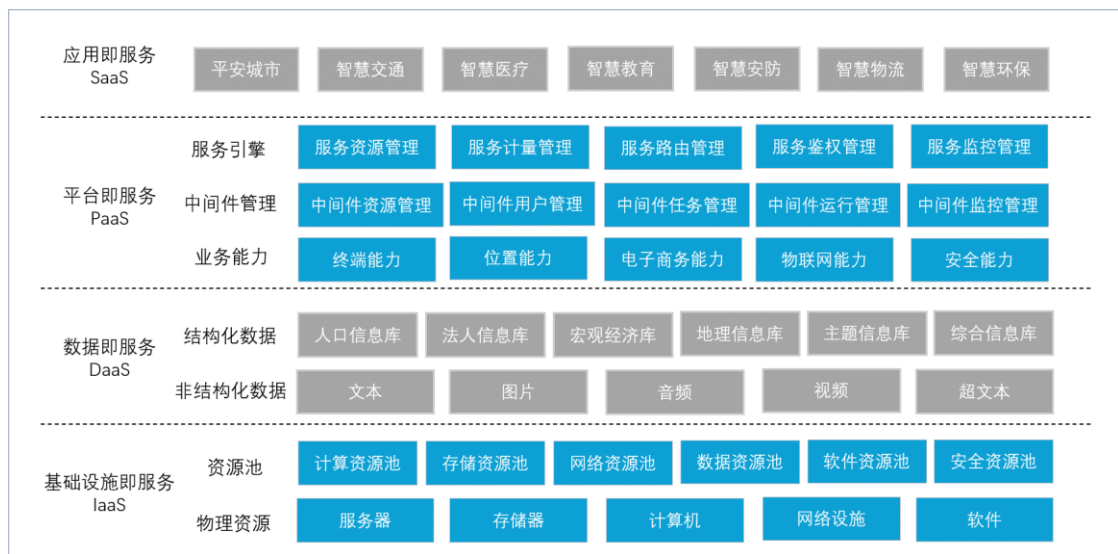 应用即服务
SaaS
平安城市 智慧交通 智慧医疗 智慧教育 智慧安防 智慧物流 智慧环保
平台即服务
PaaS
服务引擎 服务资源管理 服务计量管理 服务路由管理 服务鉴权管理 服务监控管理
中间件管理 中间件资源管理 中间件用户管理 中间件任务管理 中间件运行管理 中间件监控管理
业务能力 终端能力 位置能力 电子商务能力 物联网能力 安全能力
数据即服务
DaaS
结构化数据 人口信息库 法人信息库 宏观经济库 地理信息库 主题信息库 综合信息库
非结构化数据 文本 图片 音频 视频 超文本
基础设施即服务
IaaS
资源池 计算资源池 存储资源池 网络资源池 数据资源池 软件资源池 安全资源池
物理资源 服务器 存储器 计算机 网络设施 软件